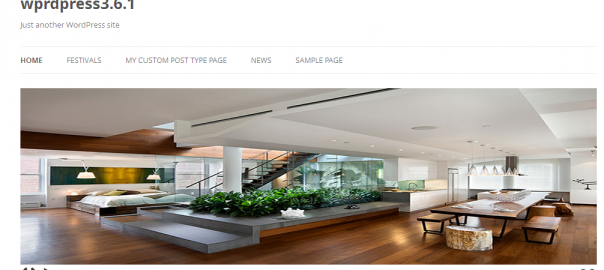 wprdpress3.6.1
Just another WordPress site
HOME FESTIVALS MY CUSTOM POST TYPE PAGE NEWS SAMPLE PAGE